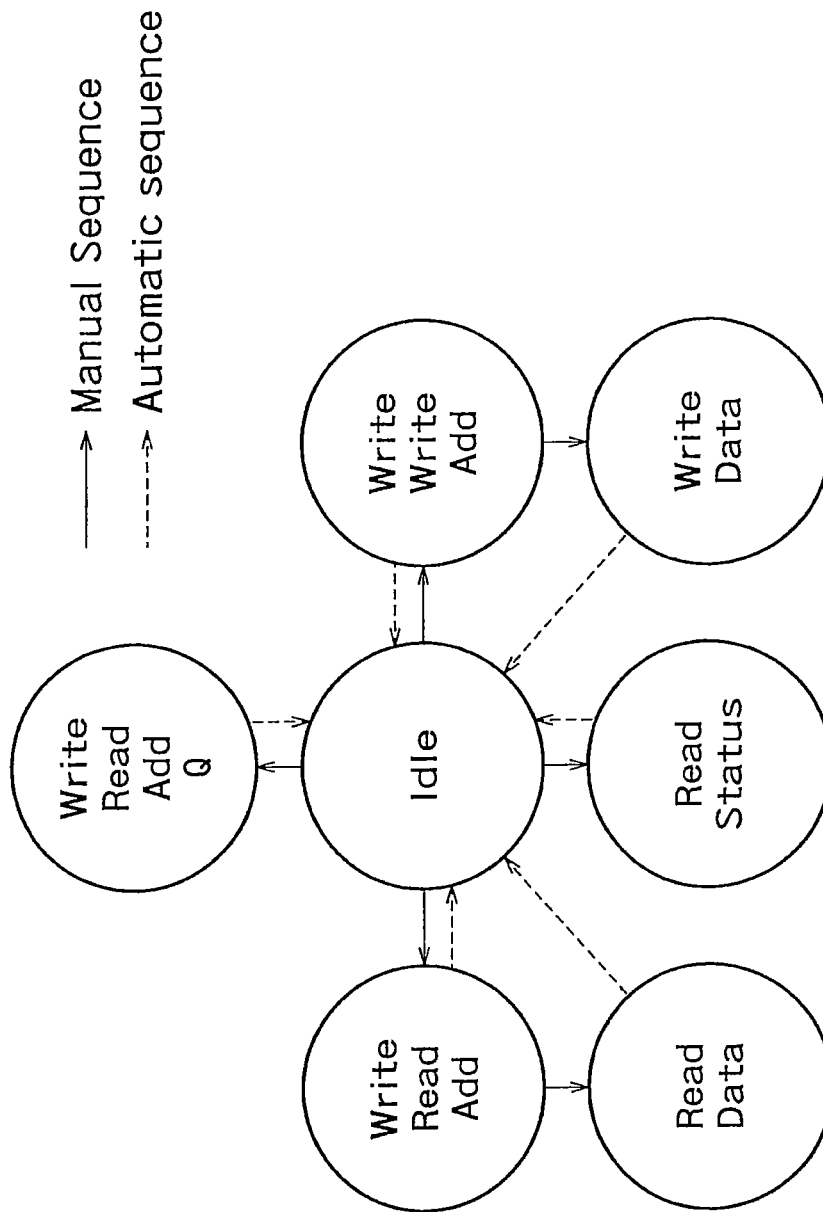 Manual Sequence
Automatic sequence
Write
Read
Add
Q
Write
Read
Add
Idle
Write
Write
Add
Read
Data
Read
Status
Write
Data